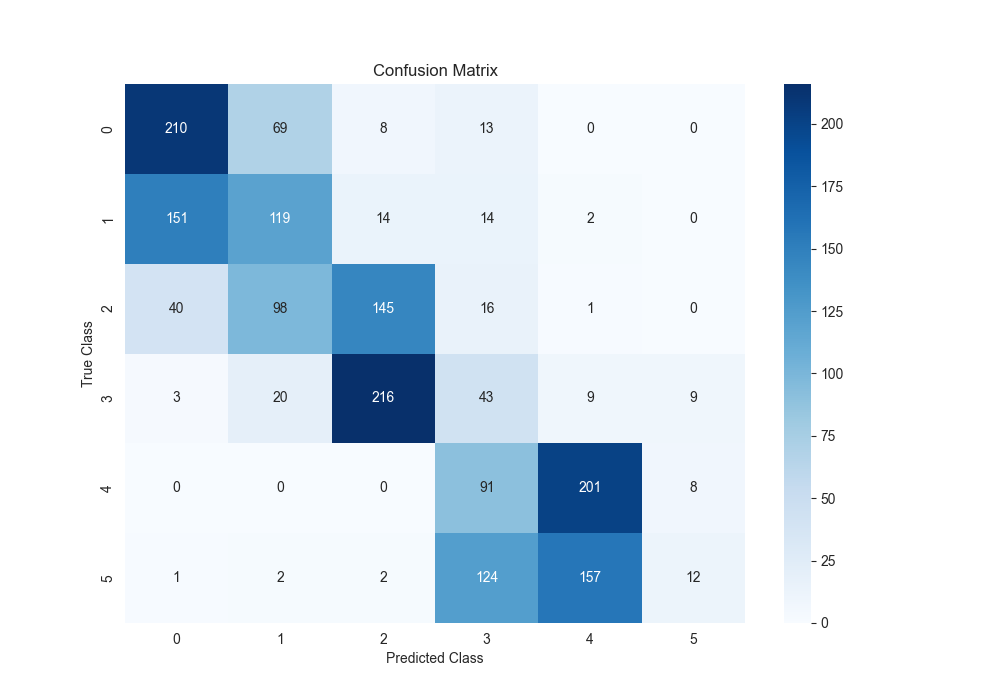 Confusion Matrix
True Class
0 210 69 8 13 0 0
1 151 119 14 14 2 0
2 40 98 145 16 1 0
3 3 20 216 43 9 9
4 0 0 0 91 201 8
5 1 2 2 124 157 12
0 1 2 3 4 5
Predicted Class
200
175
150
125
100
75
50
25
0